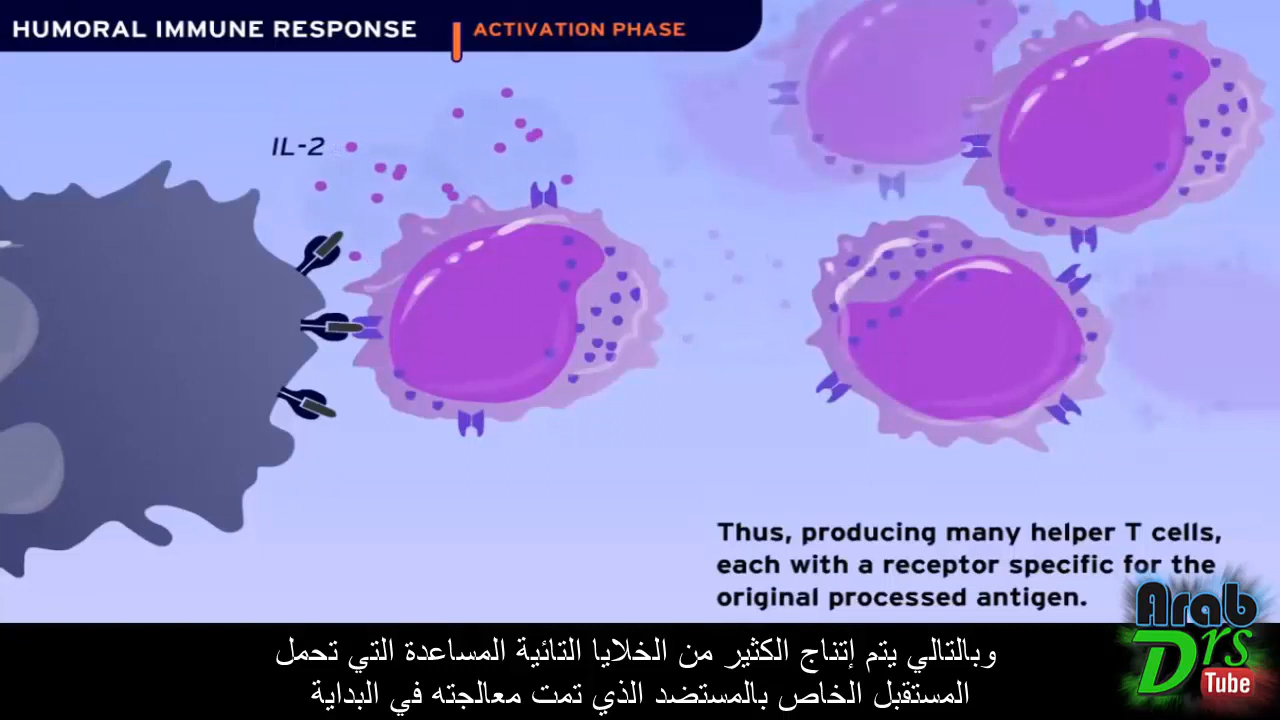 HUMORAL IMMUNE RESPONSE
ACTIVATION PHASE
IL-2
Thus, producing many helper T cells,
each with a receptor specific for the
original processed antigen.
Arab
Drs
Tube
وبالتالي يتم إتناج الكثير من الخلايا التائية المساعدة التي تحمل
المستقبل الخاص بالمستضد الذي تمت معالجته في البداية